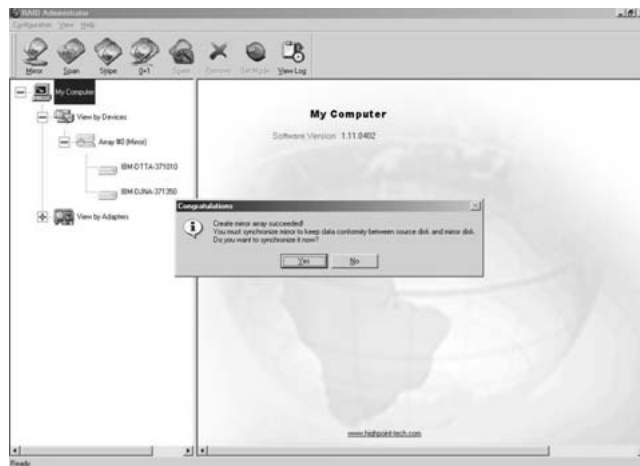 RAID Administrator
Configuration View Help
Mirror Span Stripe 0+1 Spare Remove Set Mode View Log
My Computer
View by Devices
Array #0 (Mirror)
IBM-DTTA-371010
IBM-DJNA-371350
View by Adapters
My Computer
Software Version 1.11.0402
Congratulations
Create mirror array succeeded!
You must synchronize mirror to keep data conformity between source disk and mirror disk.
Do you want to synchronize it now?
Yes No
www.highpoint-tech.com
Ready